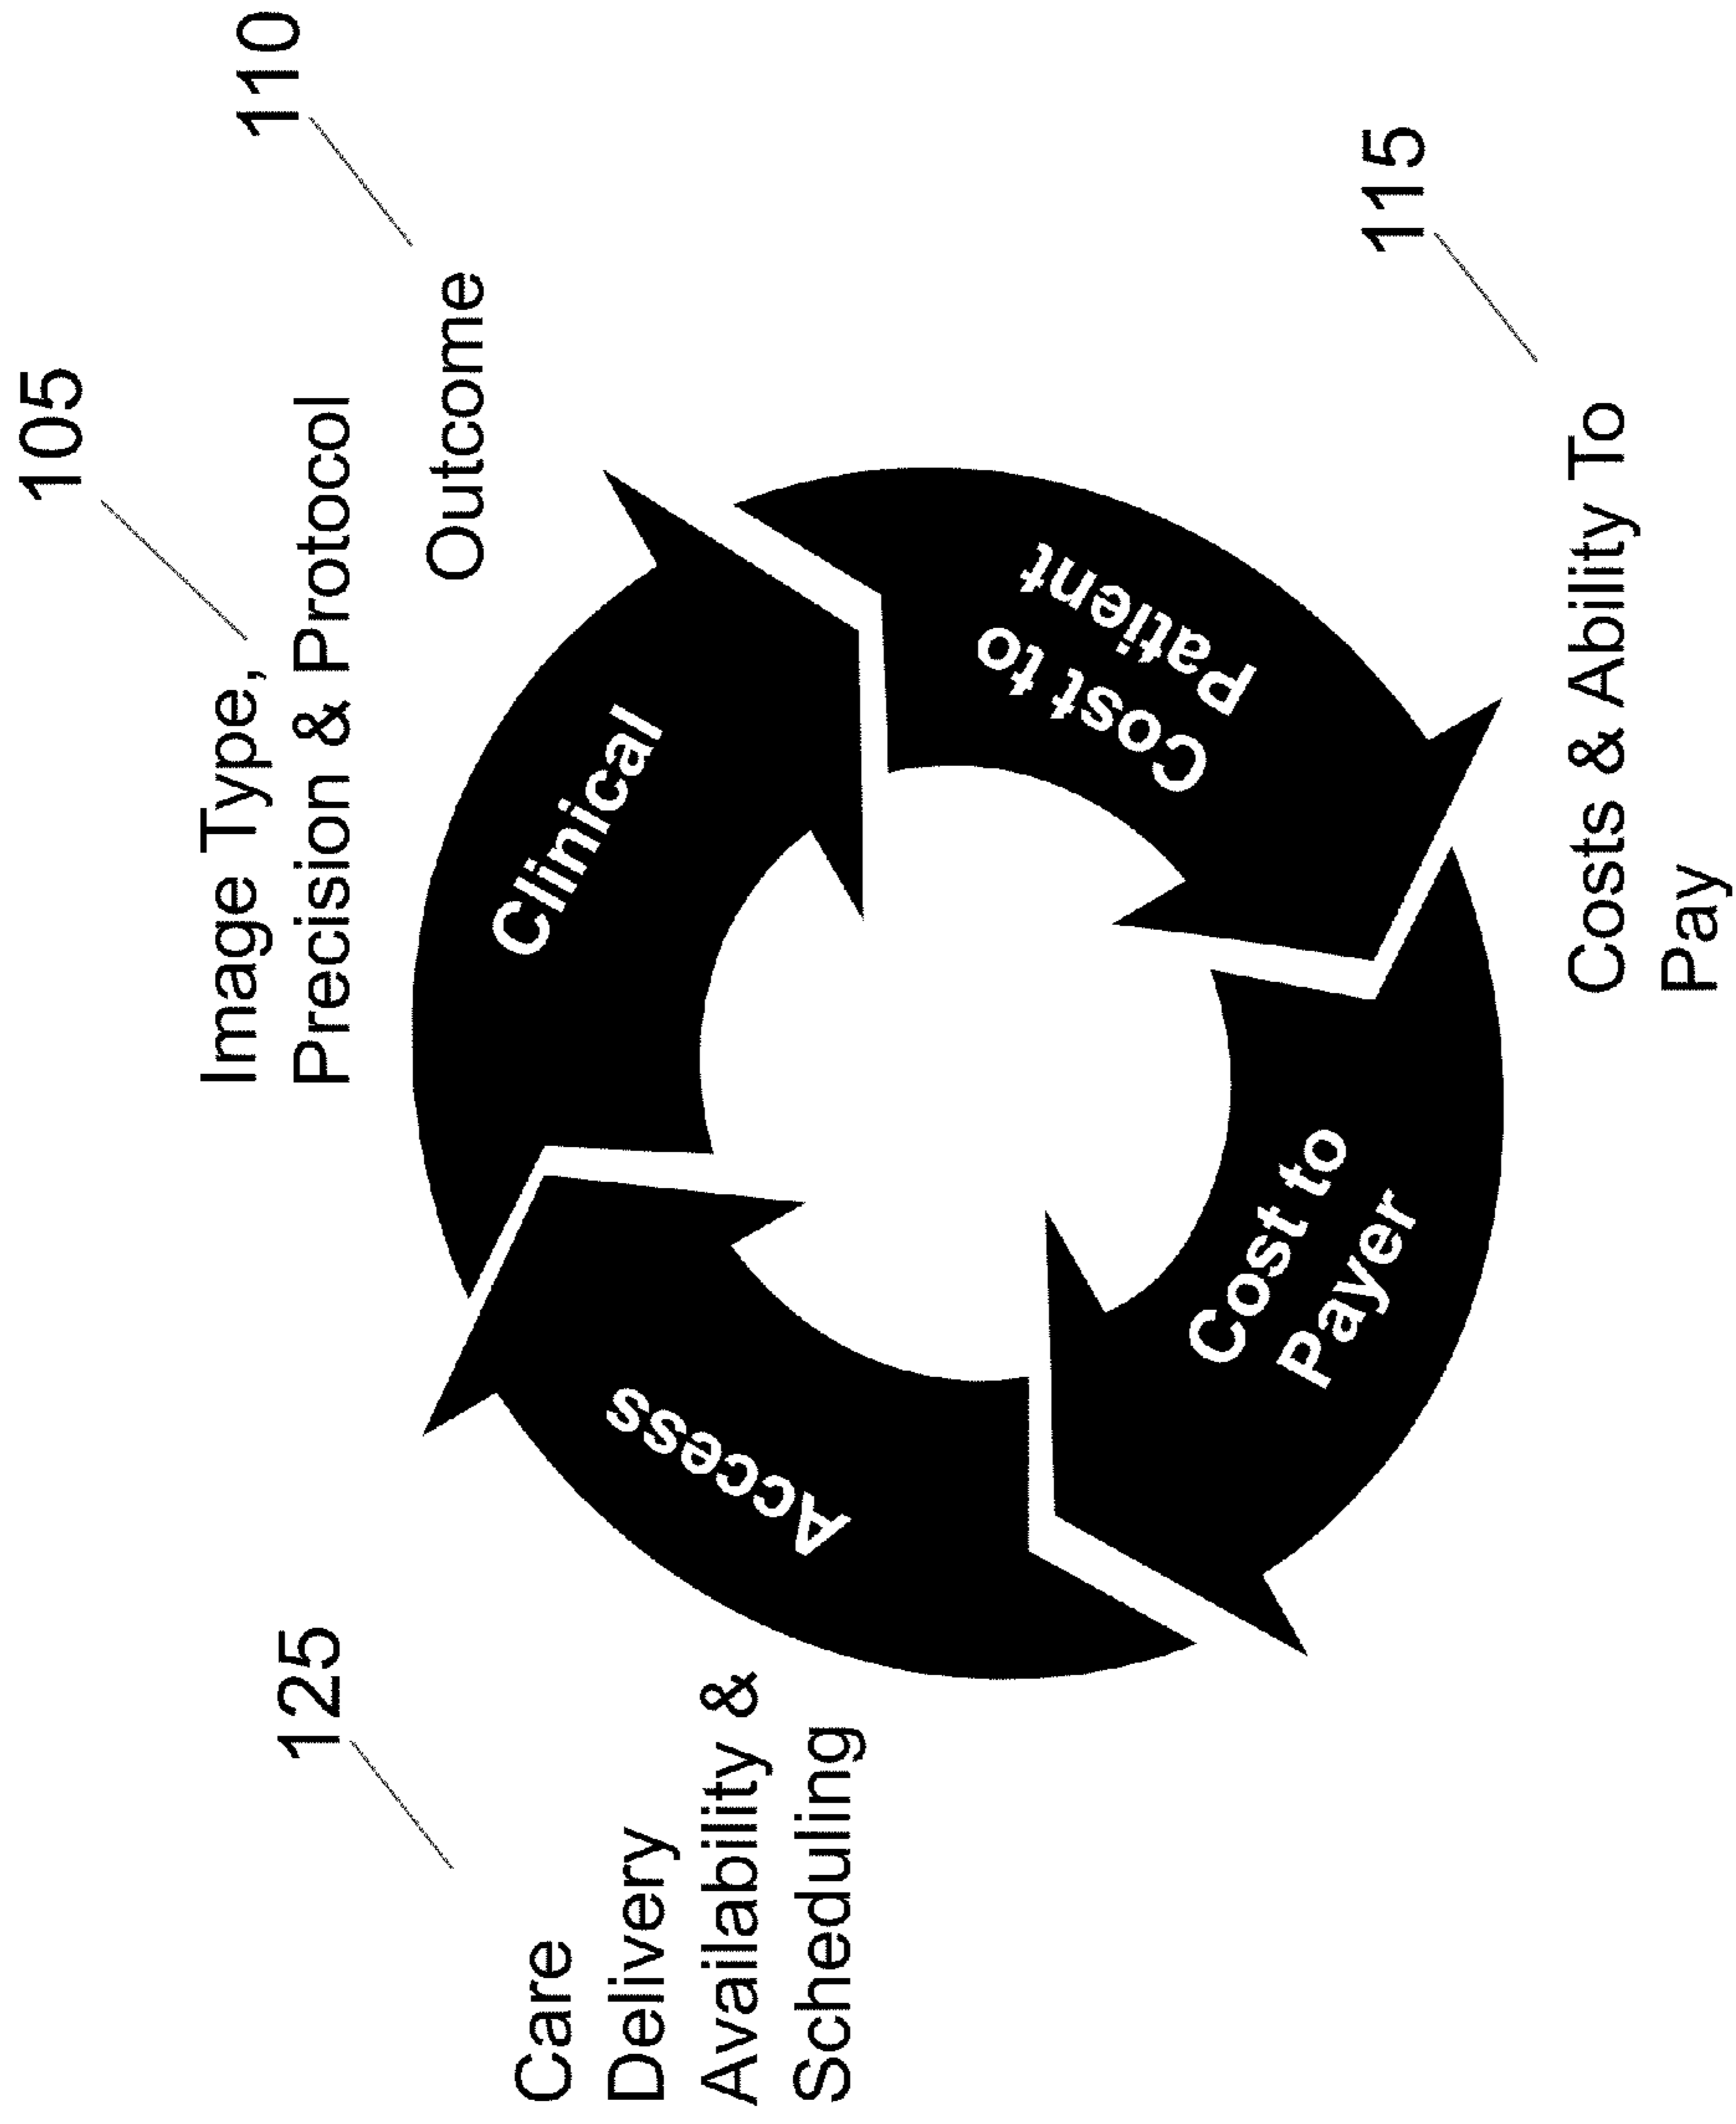 105
Image Type,
Precision & Protocol
110
Outcome
125
Care
Delivery
Availability &
Scheduling
Clinical
Access
Cost to
Patient
Cost to
Payer
115
Costs & Ability To
Pay